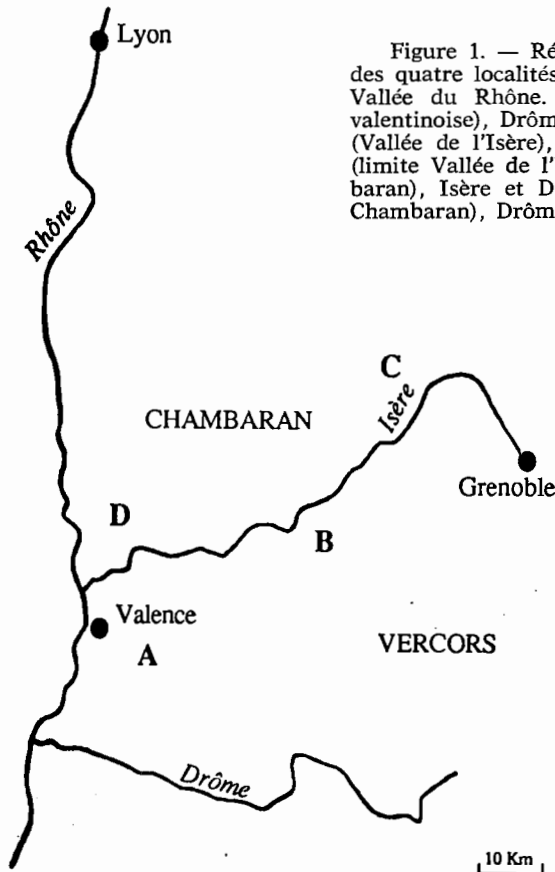 Lyon
Figure 1. — Ré
des quatre localités
Vallée du Rhône.
valentinoise), Drôm
(Vallée de l'Isère),
(limite Vallée de l'
baran), Isère et D
Chambaran), Drôm
Rhône
C
Isère
CHAMBARAN
Grenoble
D
B
Valence
A
VERCORS
Drôme
10 Km